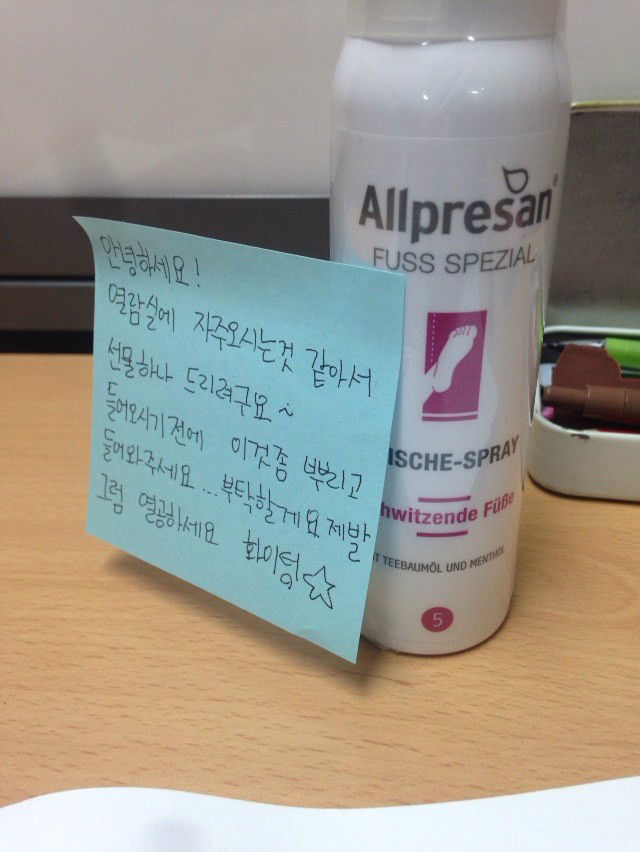 안녕하세요!
열람실에 자주오시는것 같아서
선물하나 드리려구요~
들어오시기전에 이것좀 뿌리고
들어와주세요...부탁할게요 제발
그럼 열공하세요 화이팅☆
Allpresan®
FUSS SPEZIAL
ISCHE-SPRAY
hwitzende Füße
T TEEBAUMÖL UND MENTHOL
5